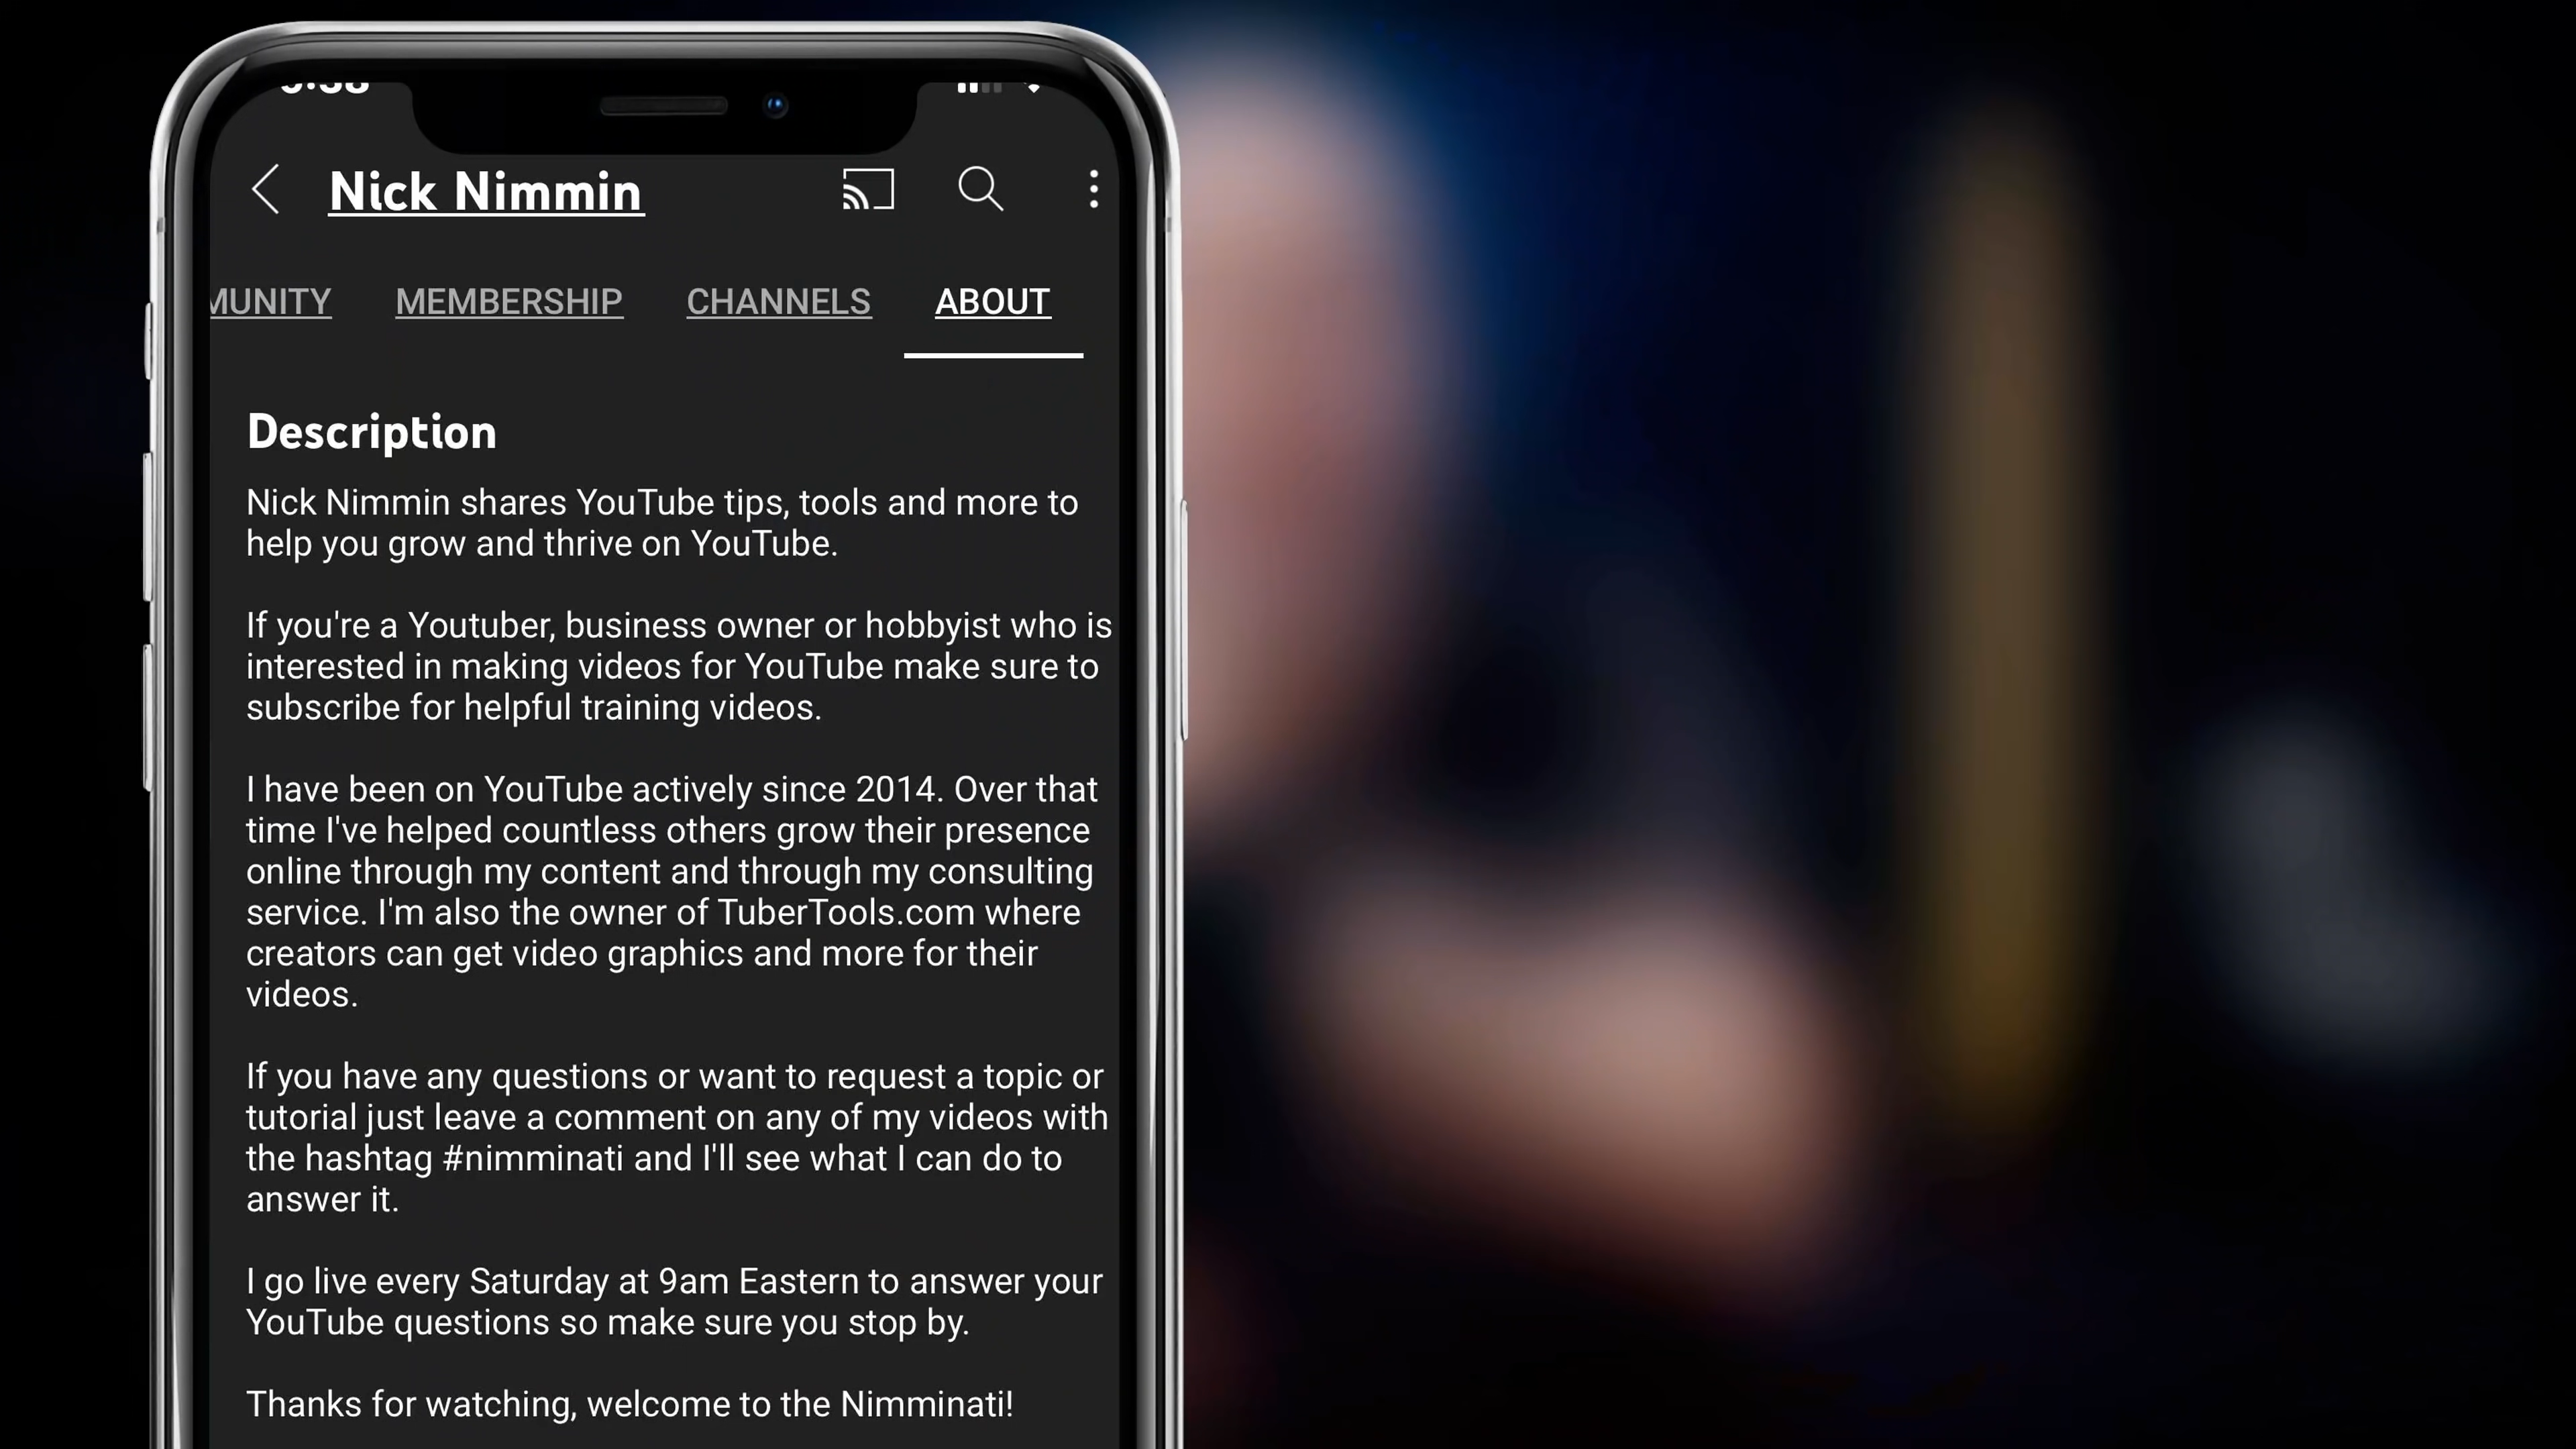 Nick Nimmin
MEMBERSHIP CHANNELS ABOUT
Description
Nick Nimmin shares YouTube tips, tools and more to
help you grow and thrive on YouTube.
If you're a Youtuber, business owner or hobbyist who is
interested in making videos for YouTube make sure to
subscribe for helpful training videos.
I have been on YouTube actively since 2014. Over that
time I've helped countless others grow their presence
online through my content and through my consulting
service. I'm also the owner of TuberTools.com where
creators can get video graphics and more for their
videos.
If you have any questions or want to request a topic or
tutorial just leave a comment on any of my videos with
the hashtag #nimminati and I'll see what I can do to
answer it.
I go live every Saturday at 9am Eastern to answer your
YouTube questions so make sure you stop by.
Thanks for watching, welcome to the Nimminati!